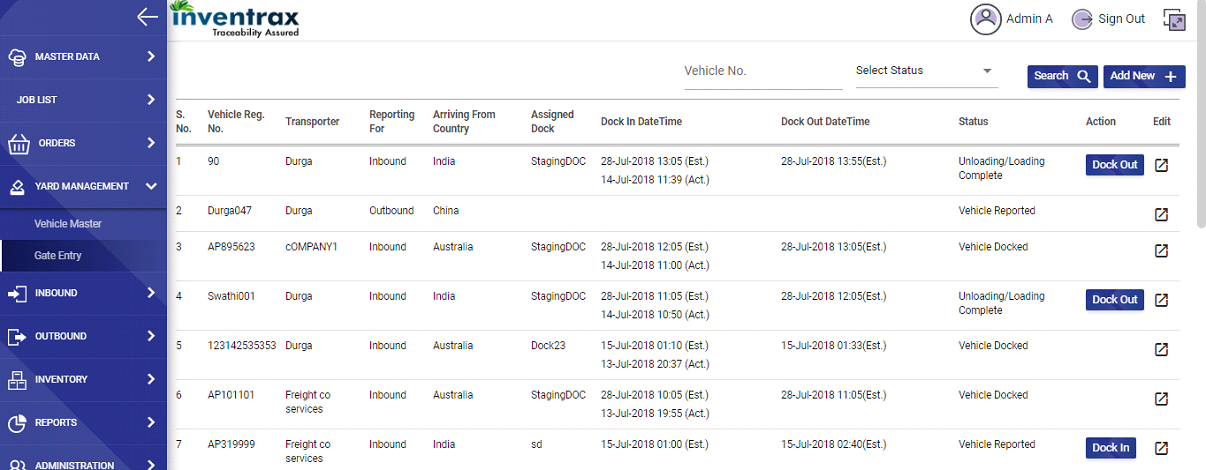 inventrax
Traceability Assured
Admin A
Sign Out
MASTER DATA
JOB LIST
ORDERS
YARD MANAGEMENT
Vehicle Master
Gate Entry
INBOUND
OUTBOUND
INVENTORY
REPORTS
ADMINISTRATION
Vehicle No.
Select Status
Search
Add New +
S. No. Vehicle Reg. No. Transporter Reporting For Arriving From Country Assigned Dock Dock In DateTime Dock Out DateTime Status Action Edit
1 90 Durga Inbound India StagingDOC 28-Jul-2018 13:05 (Est.) 28-Jul-2018 13:55(Est.) Unloading/Loading Dock Out
14-Jul-2018 11:39 (Act.) Complete
2 Durga047 Durga Outbound China Vehicle Reported
3 AP895623 cOMPANY1 Inbound Australia StagingDOC 28-Jul-2018 12:05 (Est.) 28-Jul-2018 13:05(Est.) Vehicle Docked
14-Jul-2018 11:00 (Act.)
4 Swathi001 Durga Inbound India StagingDOC 28-Jul-2018 11:05 (Est.) 28-Jul-2018 12:05(Est.) Unloading/Loading Dock Out
14-Jul-2018 10:50 (Act.) Complete
5 123142535353 Durga Inbound Australia Dock23 15-Jul-2018 01:10 (Est.) 15-Jul-2018 01:33(Est.) Vehicle Docked
13-Jul-2018 20:37 (Act.)
6 AP101101 Freight co Inbound Australia StagingDOC 28-Jul-2018 10:05 (Est.) 28-Jul-2018 11:05(Est.) Vehicle Docked
services 13-Jul-2018 19:55 (Act.)
7 AP319999 Freight co Inbound India sd 15-Jul-2018 01:00 (Est.) 15-Jul-2018 02:40(Est.) Vehicle Reported Dock In
services